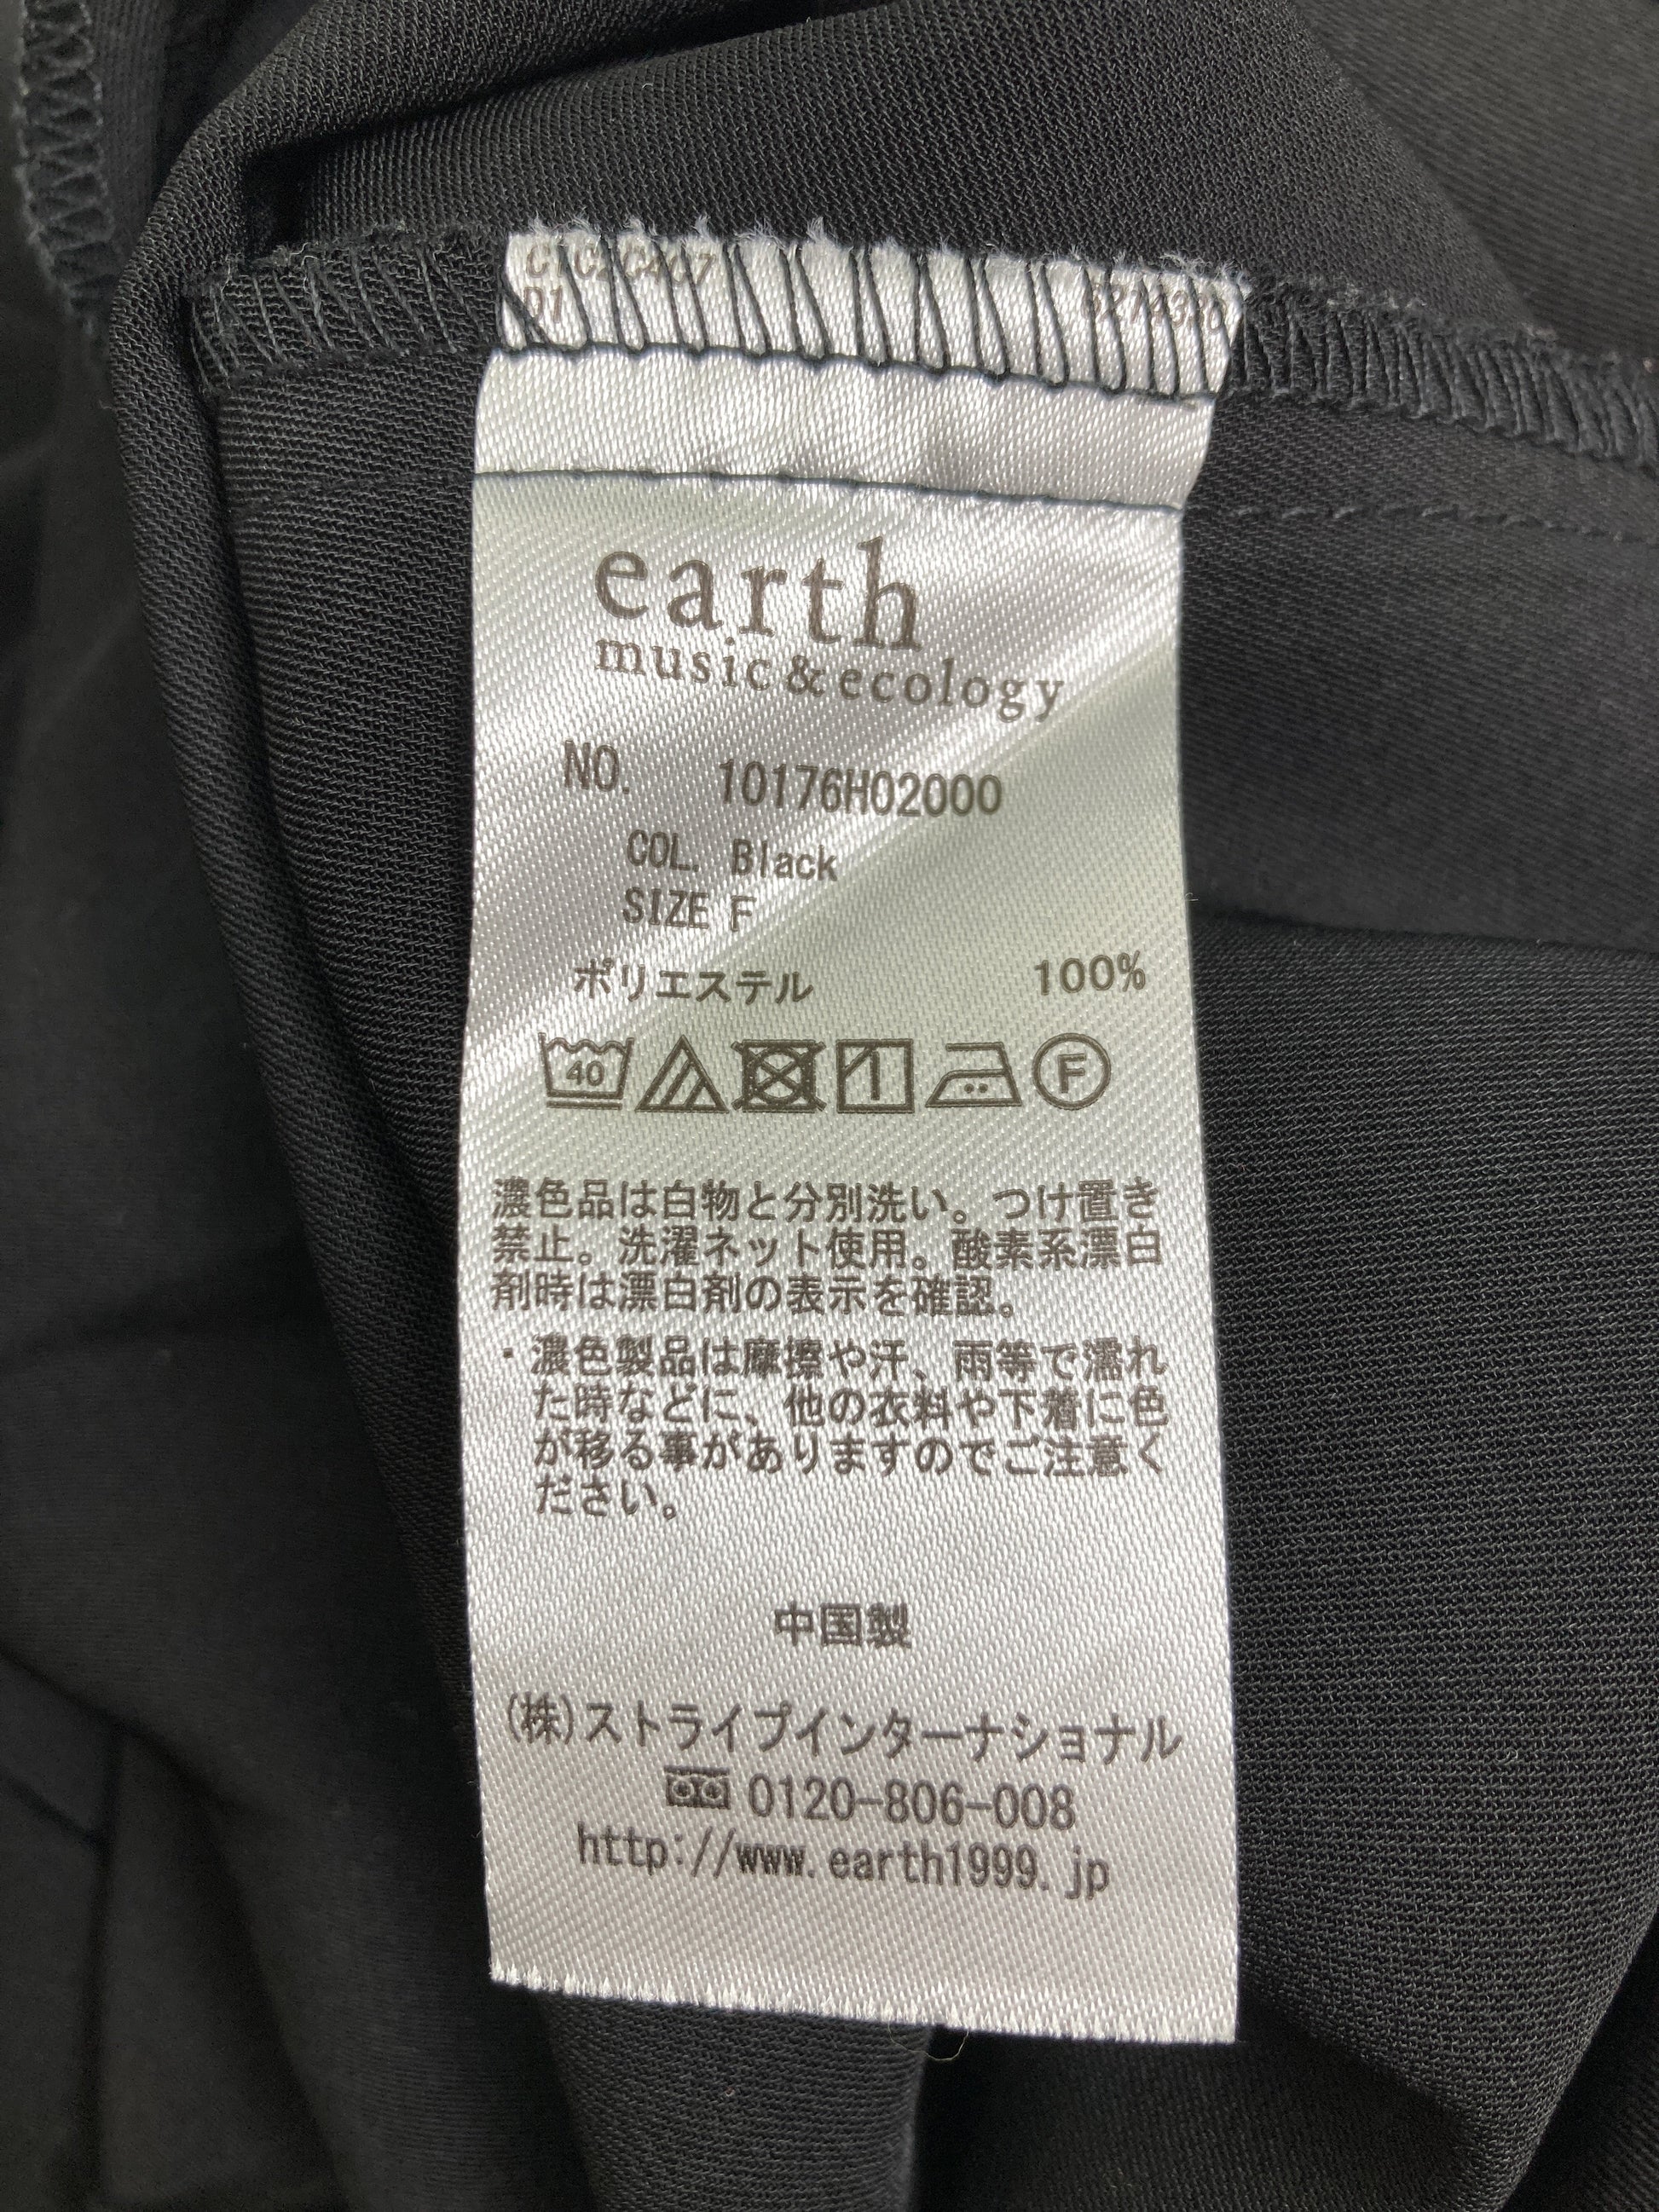 earth
music&ecology
NO. 10176H02000
COL. Black
SIZE F
ポリエステル 100%
40 F
濃色品は白物と分別洗い。つけ置き
禁止。洗濯ネット使用。酸素系漂白
剤時は漂白剤の表示を確認。
・濃色製品は摩擦や汗、雨等で濡れ
た時などに、他の衣料や下着に色
が移る事がありますのでご注意く
ださい。
中国製
(株)ストライプインターナショナル
0120-806-008
http://www.earth1999.jp